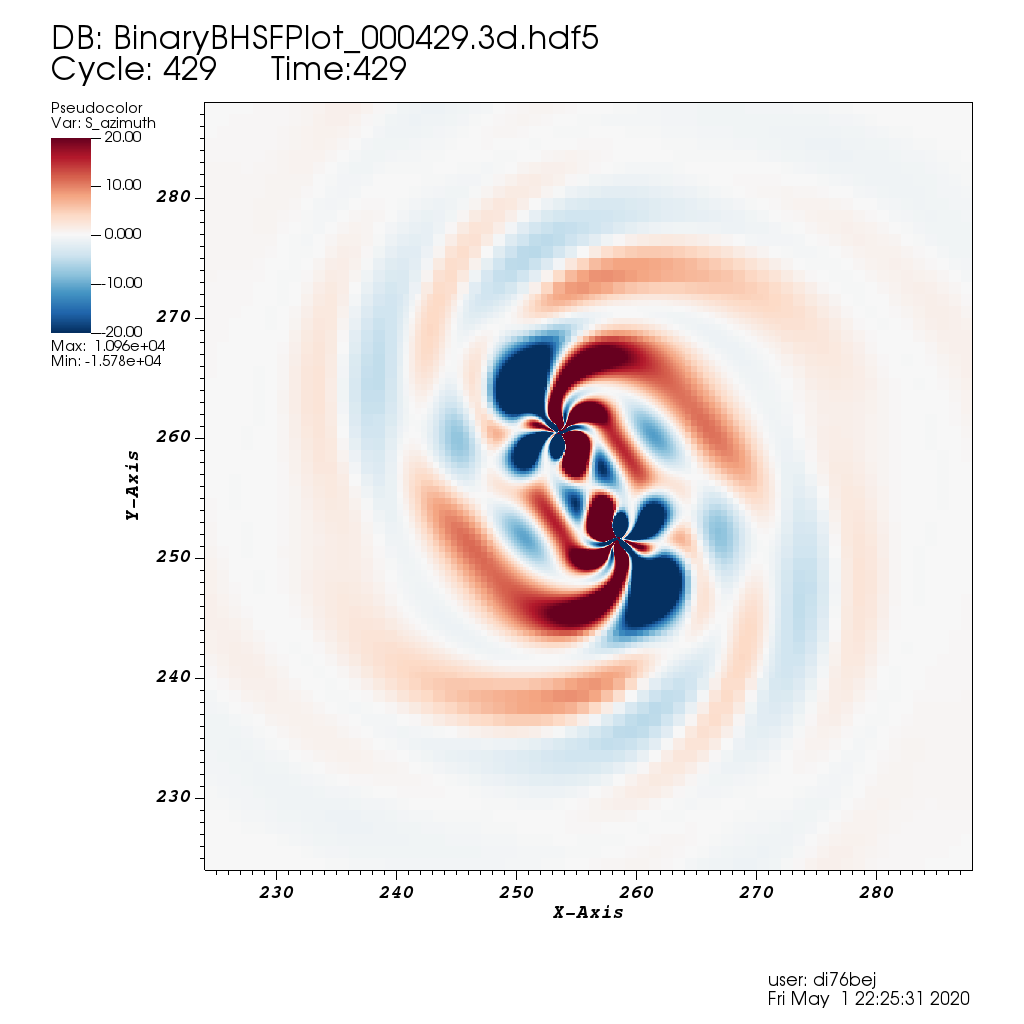 DB: BinaryBHSFPlot_000429.3d.hdf5
Cycle: 429 Time:429
Pseudocolor
Var: S_azimuth
20.00
10.00
0.000
-10.00
-20.00
Max: 1.096e+04
Min: -1.578e+04
280
270
260
250
240
230
Y-Axis
230 240 250 260 270 280
X-Axis
user: di76bej
Fri May 1 22:25:31 2020